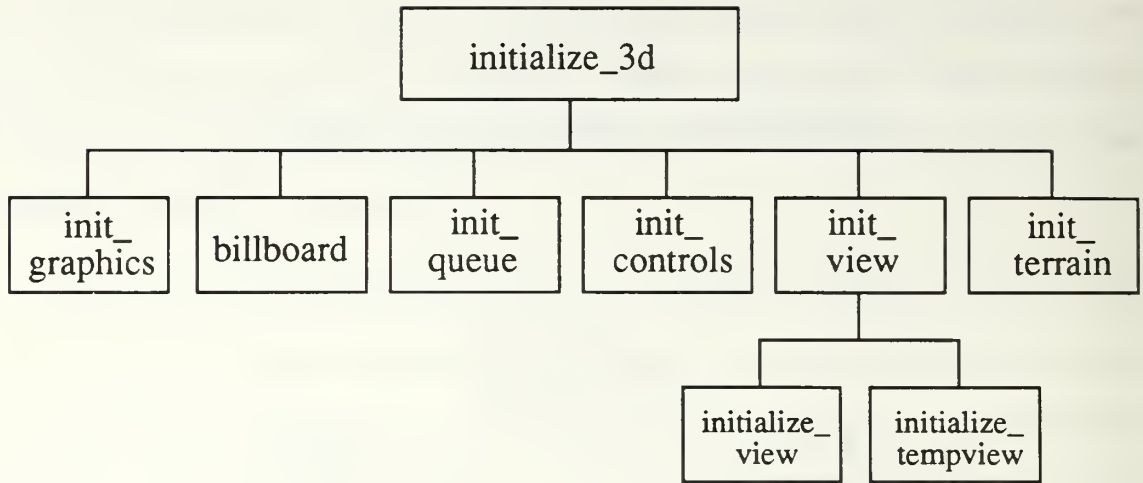 initialize_3d
init_
graphics
billboard
init_
queue
init_
controls
init_
view
init_
terrain
initialize_
view
initialize_
tempview